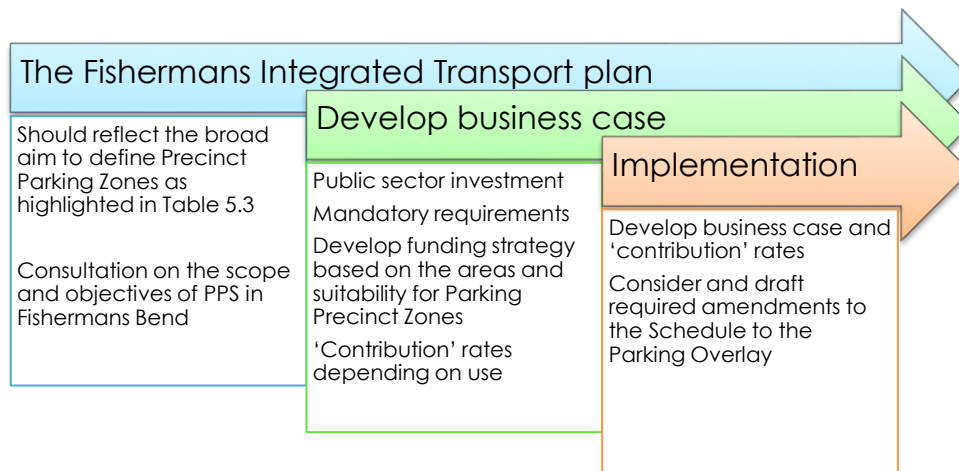 The Fishermans Integrated Transport plan
Should reflect the broad
aim to define Precinct
Parking Zones as
highlighted in Table 5.3
Consultation on the scope
and objectives of PPS in
Fishermans Bend
Develop business case
Public sector investment
Mandatory requirements
Develop funding strategy
based on the areas and
suitability for Parking
Precinct Zones
‘Contribution’ rates
depending on use
Implementation
Develop business case and
‘contribution’ rates
Consider and draft
required amendments to
the Schedule to the
Parking Overlay